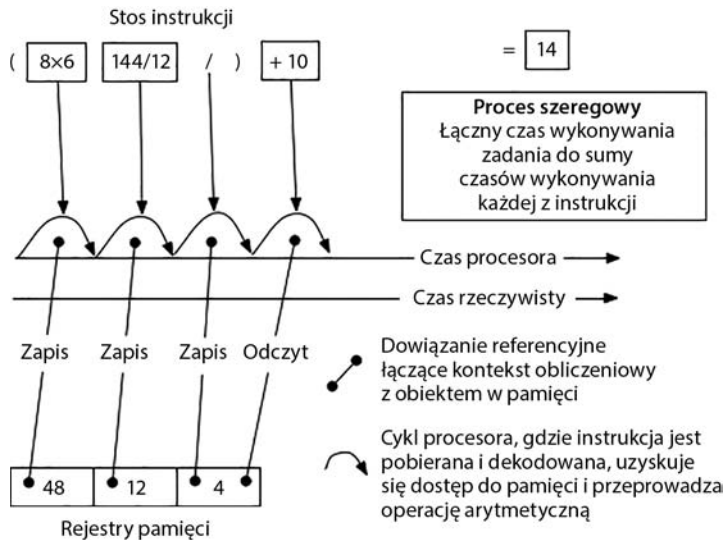 Stos instrukcji
( 8×6 144/12 / ) + 10 = 14
Proces szeregowy
Łączny czas wykonywania
zadania do sumy
czasów wykonywania
każdej z instrukcji
Czas procesora
Czas rzeczywisty
Zapis Zapis Zapis Odczyt
Dowiązanie referencyjne
łączące kontekst obliczeniowy
z obiektem w pamięci
Cykl procesora, gdzie instrukcja jest
pobierana i dekodowana, uzyskuje
się dostęp do pamięci i przeprowadza
operację arytmetyczną
48 12 4
Rejestry pamięci